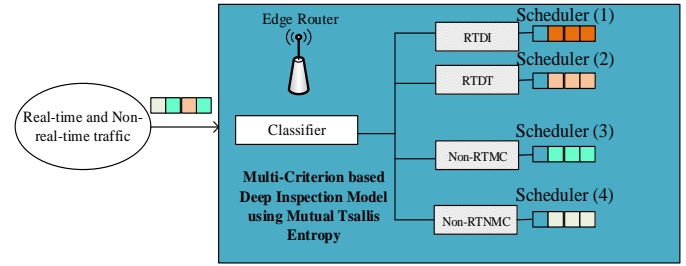 Edge Router
Scheduler (1)
RTDI
Scheduler (2)
RTDT
Real-time and Non-
real-time traffic
Classifier
Scheduler (3)
Non-RTMC
Multi-Criterion based
Deep Inspection Model
using Mutual Tsallis
Entropy
Scheduler (4)
Non-RTNMC